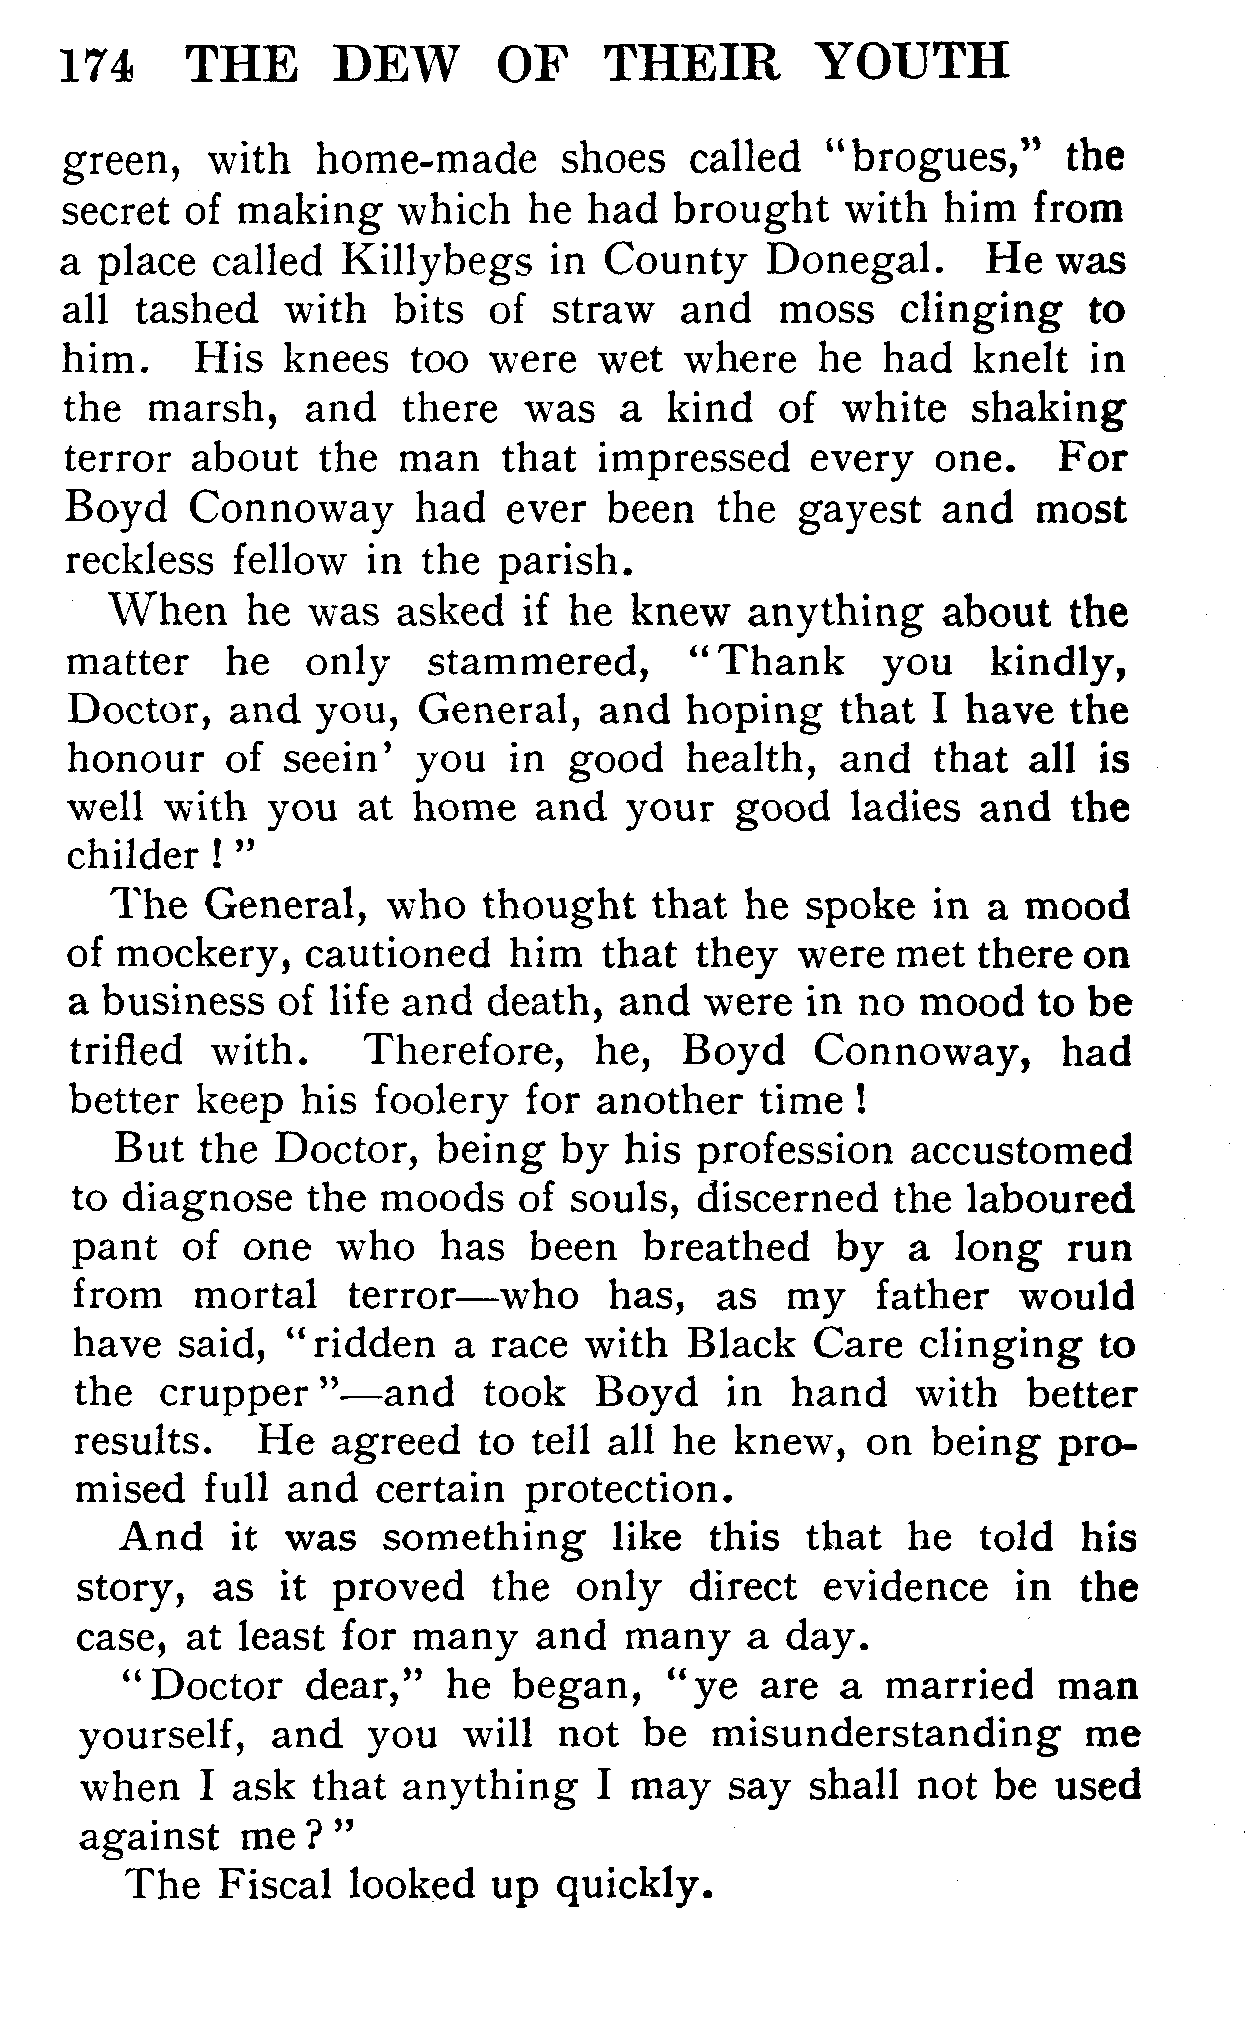 174 THE DEW OF THEIR YOUTH
green, with home-made shoes called "brogues," the
secret of making which he had brought with him from
a place called Killybegs in County Donegal. He was
all tashed with bits of straw and moss clinging to
him. His knees too were wet where he had knelt in
the marsh, and there was a kind of white shaking
terror about the man that impressed every one. For
Boyd Connoway had ever been the gayest and most
reckless fellow in the parish.
When he was asked if he knew anything about the
matter he only stammered, "Thank you kindly,
Doctor, and you, General, and hoping that I have the
honour of seein' you in good health, and that all is
well with you at home and your good ladies and the
childer ! "
The General, who thought that he spoke in a mood
of mockery, cautioned him that they were met there on
a business of life and death, and were in no mood to be
trifled with. Therefore, he, Boyd Connoway, had
better keep his foolery for another time !
But the Doctor, being by his profession accustomed
to diagnose the moods of souls, discerned the laboured
pant of one who has been breathed by a long run
from mortal terror—who has, as my father would
have said, "ridden a race with Black Care clinging to
the crupper"—and took Boyd in hand with better
results. He agreed to tell all he knew, on being pro-
mised full and certain protection.
And it was something like this that he told his
story, as it proved the only direct evidence in the
case, at least for many and many a day.
"Doctor dear," he began, "ye are a married man
yourself, and you will not be misunderstanding me
when I ask that anything I may say shall not be used
against me ? "
The Fiscal looked up quickly.